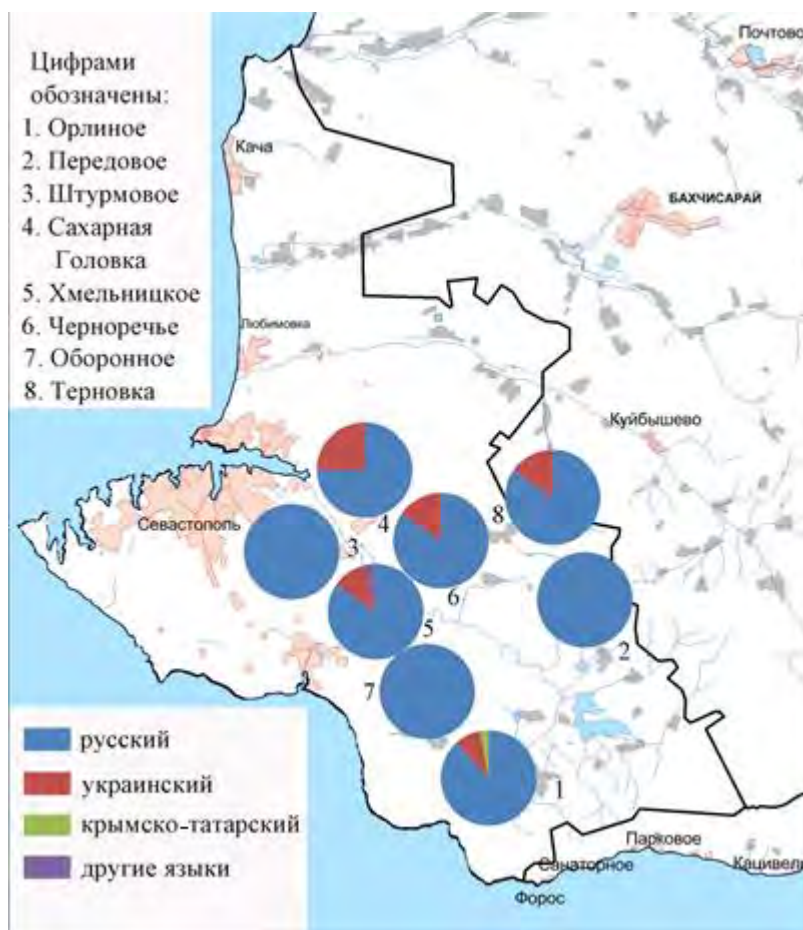 Цифрами
обозначены:
1. Орлиное
2. Передовое
3. Штурмовое
4. Сахарная
Головка
5. Хмельницкое
6. Черноречье
7. Оборонное
8. Терновка
Почтово
Кача
БАХЧИСАРАЙ
Любимовка
Куйбышево
Севастополь
4
8
3
6
5
2
7
1
русский
украинский
крымско-татарский
другие языки
Парковое
Санаторное
Кацивели
Форос